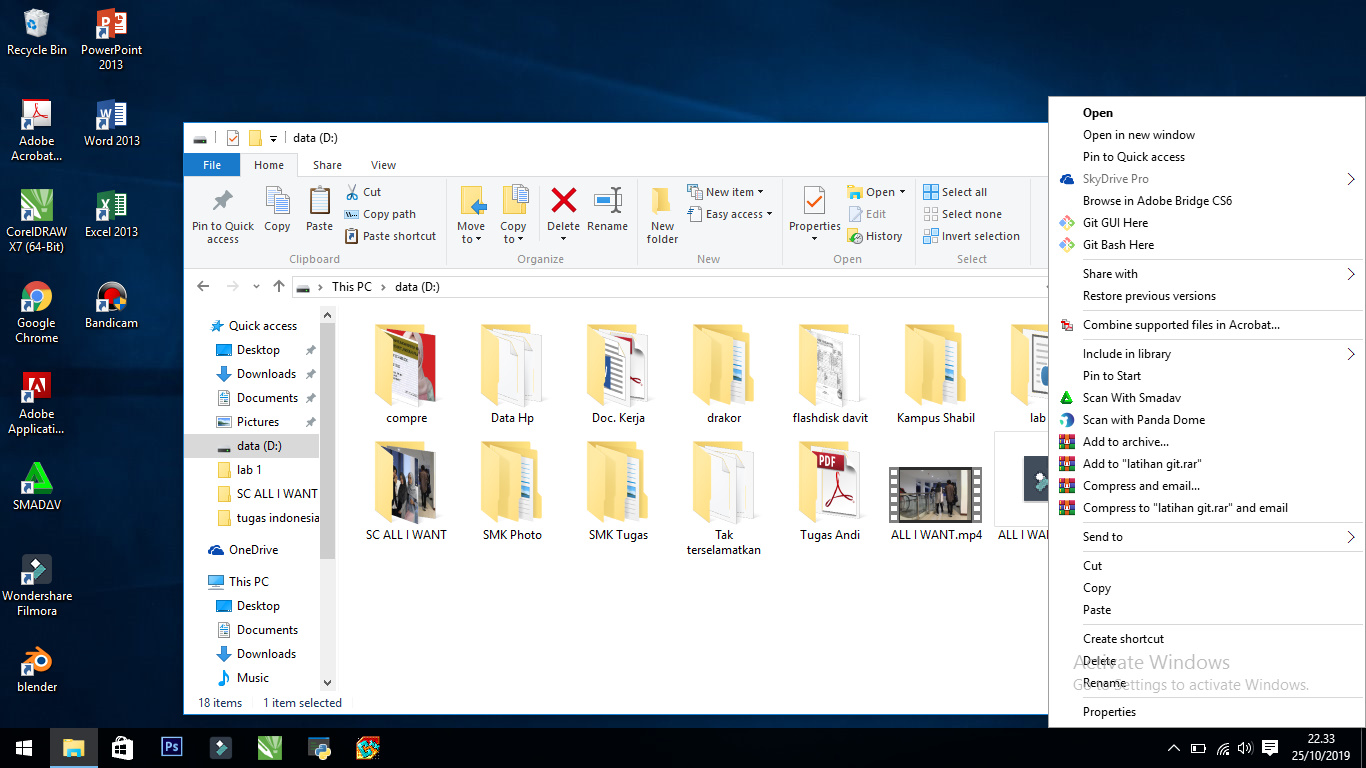 Recycle Bin
PowerPoint
2013
Adobe
Acrobat...
Word 2013
CorelDRAW
X7 (64-Bit)
Excel 2013
Google
Chrome
Bandicam
Adobe
Applicati...
SMADΔV
Wondershare
Filmora
blender
data (D:)
File
Home
Share
View
Pin to Quick
access
Copy
Paste
Cut
Copy path
Paste shortcut
Clipboard
Move
to
Copy
to
Delete
Rename
Organize
New
folder
New item
Easy access
New
Properties
Open
Edit
History
Open
Select all
Select none
Invert selection
Select
This PC
data (D:)
Quick access
Desktop
Downloads
Documents
Pictures
data (D:)
lab 1
SC ALL I WANT
tugas indonesia
OneDrive
This PC
Desktop
Documents
Downloads
Music
compre
Data Hp
Doc. Kerja
drakor
flashdisk davit
Kampus Shabil
lab
SC ALL I WANT
SMK Photo
SMK Tugas
Tak
terselamatkan
PDF
Tugas Andi
ALL I WANT.mp4
18 items
1 item selected
Open
Open in new window
Pin to Quick access
SkyDrive Pro
Browse in Adobe Bridge CS6
Git GUI Here
Git Bash Here
Share with
Restore previous versions
Combine supported files in Acrobat...
Include in library
Pin to Start
Scan With Smadav
Scan with Panda Dome
Add to archive...
Add to "latihan git.rar"
Compress and email...
Compress to "latihan git.rar" and email
Send to
Cut
Copy
Paste
Create shortcut
Delete
Rename
Properties
Activate Windows
Go to Settings to activate Windows.
Ps
22.33
25/10/2019